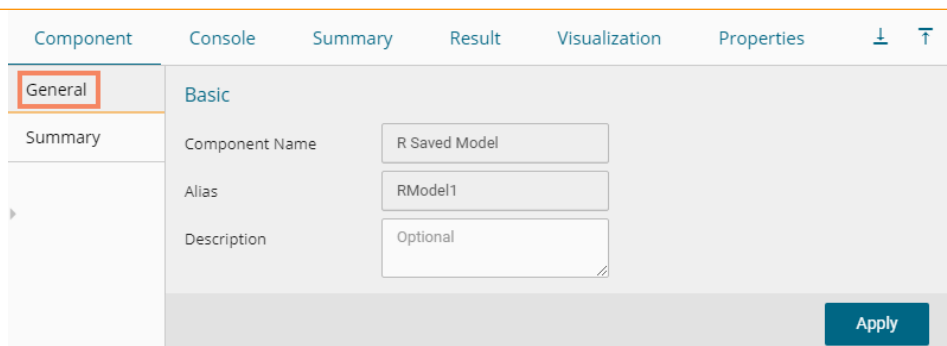 Component Console Summary Result Visualization Properties
General
Basic
Summary
Component Name R Saved Model
Alias RModel1
Description Optional
Apply